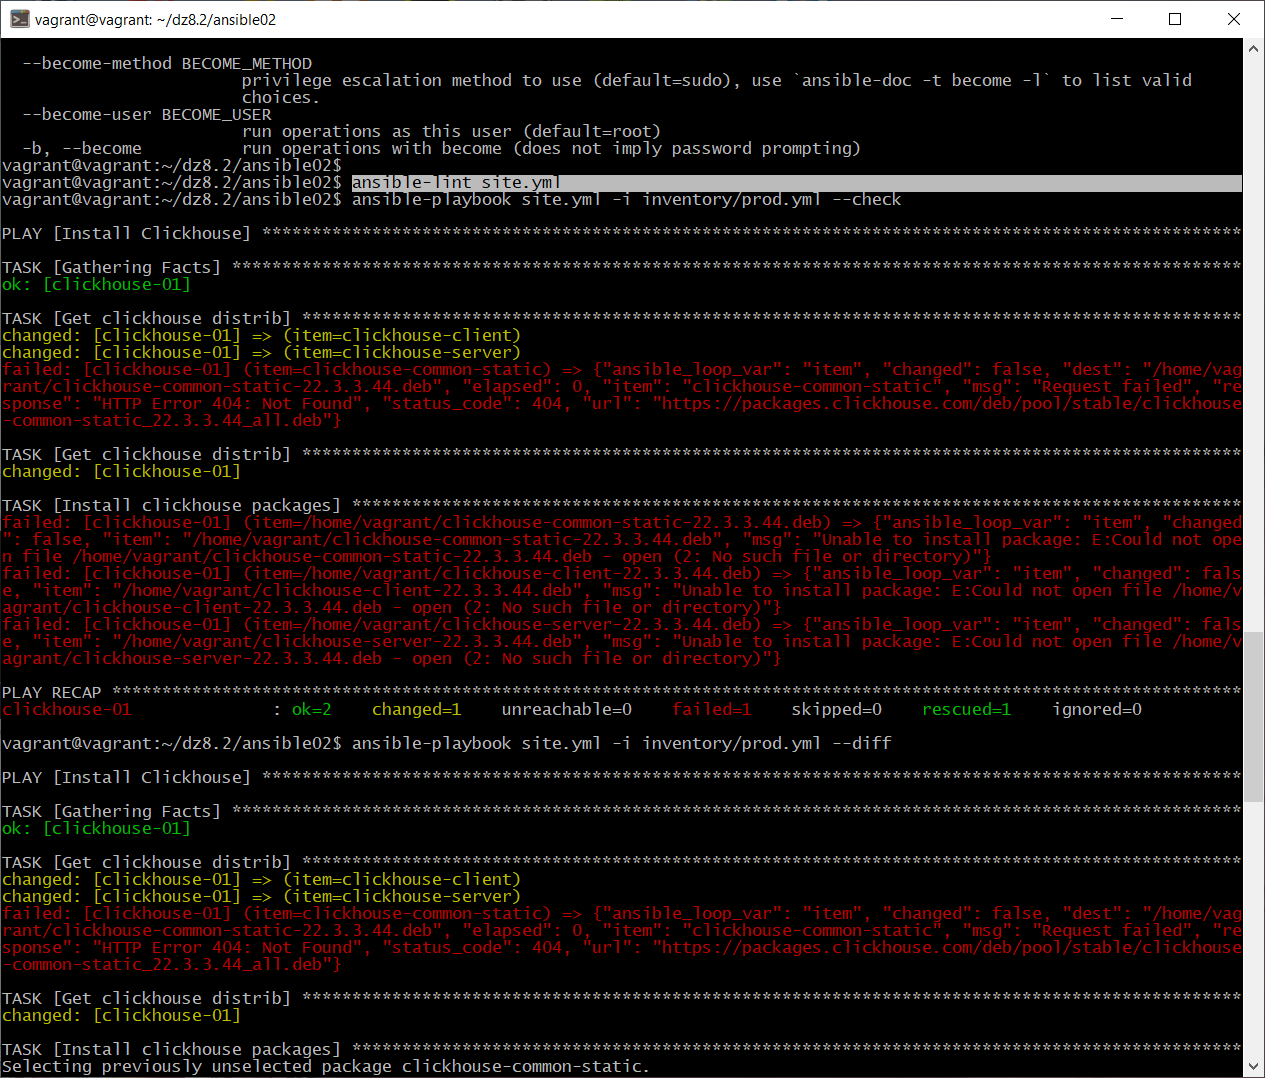 vagrant@vagrant: ~/dz8.2/ansible02
  --become-method BECOME_METHOD
                        privilege escalation method to use (default=sudo), use `ansible-doc -t become -l` to list valid
                        choices.
  --become-user BECOME_USER
                        run operations as this user (default=root)
  -b, --become          run operations with become (does not imply password prompting)
vagrant@vagrant:~/dz8.2/ansible02$
vagrant@vagrant:~/dz8.2/ansible02$ ansible-lint site.yml
vagrant@vagrant:~/dz8.2/ansible02$ ansible-playbook site.yml -i inventory/prod.yml --check
PLAY [Install Clickhouse] **************************************************************************************************
TASK [Gathering Facts] *****************************************************************************************************
ok: [clickhouse-01]
TASK [Get clickhouse distrib] **********************************************************************************************
changed: [clickhouse-01] => (item=clickhouse-client)
changed: [clickhouse-01] => (item=clickhouse-server)
failed: [clickhouse-01] (item=clickhouse-common-static) => {"ansible_loop_var": "item", "changed": false, "dest": "/home/vag
rant/clickhouse-common-static-22.3.3.44.deb", "elapsed": 0, "item": "clickhouse-common-static", "msg": "Request failed", "re
sponse": "HTTP Error 404: Not Found", "status_code": 404, "url": "https://packages.clickhouse.com/deb/pool/stable/clickhouse
-common-static_22.3.3.44_all.deb"}
TASK [Get clickhouse distrib] **********************************************************************************************
changed: [clickhouse-01]
TASK [Install clickhouse packages] *****************************************************************************************
failed: [clickhouse-01] (item=/home/vagrant/clickhouse-common-static-22.3.3.44.deb) => {"ansible_loop_var": "item", "changed
": false, "item": "/home/vagrant/clickhouse-common-static-22.3.3.44.deb", "msg": "Unable to install package: E:Could not ope
n file /home/vagrant/clickhouse-common-static-22.3.3.44.deb - open (2: No such file or directory)"}
failed: [clickhouse-01] (item=/home/vagrant/clickhouse-client-22.3.3.44.deb) => {"ansible_loop_var": "item", "changed": fals
e, "item": "/home/vagrant/clickhouse-client-22.3.3.44.deb", "msg": "Unable to install package: E:Could not open file /home/v
agrant/clickhouse-client-22.3.3.44.deb - open (2: No such file or directory)"}
failed: [clickhouse-01] (item=/home/vagrant/clickhouse-server-22.3.3.44.deb) => {"ansible_loop_var": "item", "changed": fals
e, "item": "/home/vagrant/clickhouse-server-22.3.3.44.deb", "msg": "Unable to install package: E:Could not open file /home/v
agrant/clickhouse-server-22.3.3.44.deb - open (2: No such file or directory)"}
PLAY RECAP *****************************************************************************************************************
clickhouse-01              : ok=2    changed=1    unreachable=0    failed=1    skipped=0    rescued=1    ignored=0
vagrant@vagrant:~/dz8.2/ansible02$ ansible-playbook site.yml -i inventory/prod.yml --diff
PLAY [Install Clickhouse] **************************************************************************************************
TASK [Gathering Facts] *****************************************************************************************************
ok: [clickhouse-01]
TASK [Get clickhouse distrib] **********************************************************************************************
changed: [clickhouse-01] => (item=clickhouse-client)
changed: [clickhouse-01] => (item=clickhouse-server)
failed: [clickhouse-01] (item=clickhouse-common-static) => {"ansible_loop_var": "item", "changed": false, "dest": "/home/vag
rant/clickhouse-common-static-22.3.3.44.deb", "elapsed": 0, "item": "clickhouse-common-static", "msg": "Request failed", "re
sponse": "HTTP Error 404: Not Found", "status_code": 404, "url": "https://packages.clickhouse.com/deb/pool/stable/clickhouse
-common-static_22.3.3.44_all.deb"}
TASK [Get clickhouse distrib] **********************************************************************************************
changed: [clickhouse-01]
TASK [Install clickhouse packages] *****************************************************************************************
Selecting previously unselected package clickhouse-common-static.